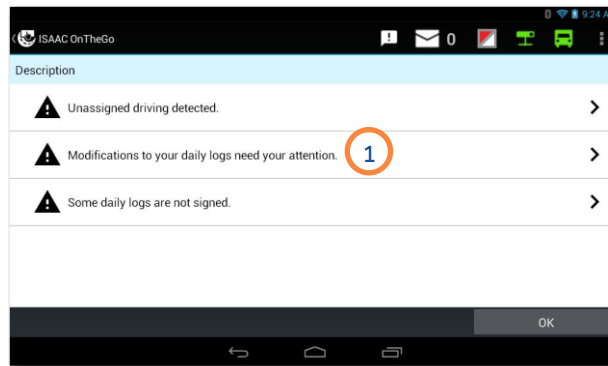 9:24 A
ISAAC OnTheGo
! 0
Description
Unassigned driving detected.
Modifications to your daily logs need your attention. 1
Some daily logs are not signed.
OK